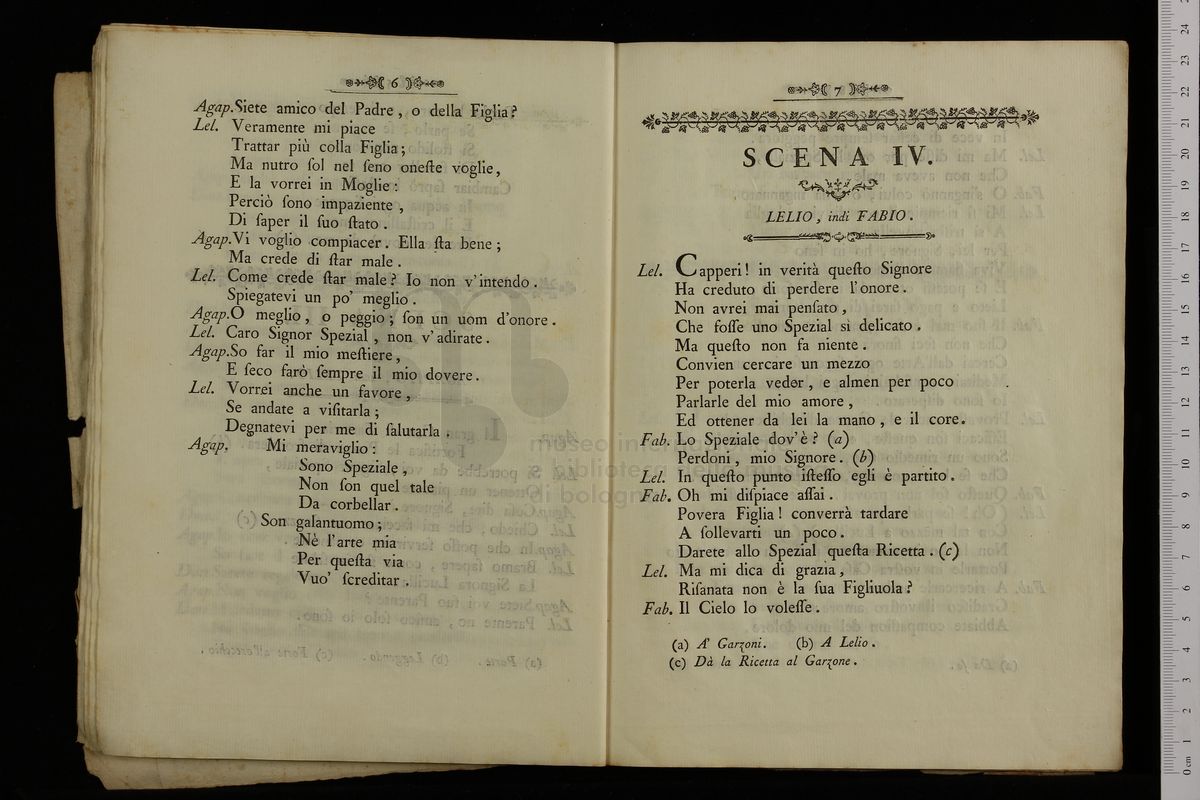 6
Agap. Siete amico del Padre, o della Figlia?
Lel. Veramente mi piace
Trattar più colla Figlia;
Ma nutro ſol nel ſeno oneſte voglie,
E la vorrei in Moglie:
Perciò ſono impaziente,
Di ſaper il ſuo ſtato.
Agap. Vi voglio compiacer. Ella ſta bene;
Ma crede di ſtar male.
Lel. Come crede ſtar male? Io non v'intendo.
Spiegatevi un po' meglio.
Agap. O meglio, o peggio; ſon un uom d'onore.
Lel. Caro Signor Spezial, non v'adirate.
Agap. So far il mio meſtiere,
E ſeco farò ſempre il mio dovere.
Lel. Vorrei anche un favore,
Se andate a viſitarla;
Degnatevi per me di ſalutarla.
Agap. Mi meraviglio:
Sono Speziale,
Non ſon quel tale
Da corbellar.
Son galantuomo;
Nè l'arte mia
Per queſta via
Vuo' ſcreditar.
7
SCENA IV.
LELIO, indi FABIO.
Lel. Capperi! in verità queſto Signore
Ha creduto di perdere l'onore.
Non avrei mai penſato,
Che foſſe uno Spezial sì delicato.
Ma queſto non fa niente.
Convien cercare un mezzo
Per poterla veder, e almen per poco
Parlarle del mio amore,
Ed ottener da lei la mano, e il core.
Fab. Lo Speziale dov'è? (a)
Perdoni, mio Signore. (b)
Lel. In queſto punto iſteſſo egli è partito.
Fab. Oh mi diſpiace aſſai.
Povera Figlia! converrà tardare
A ſollevarti un poco.
Darete allo Spezial queſta Ricetta. (c)
Lel. Ma mi dica di grazia,
Riſanata non è la ſua Figliuola?
Fab. Il Cielo lo voleſſe.
(a) A' Garzoni. (b) A Lelio.
(c) Dà la Ricetta al Garzone.